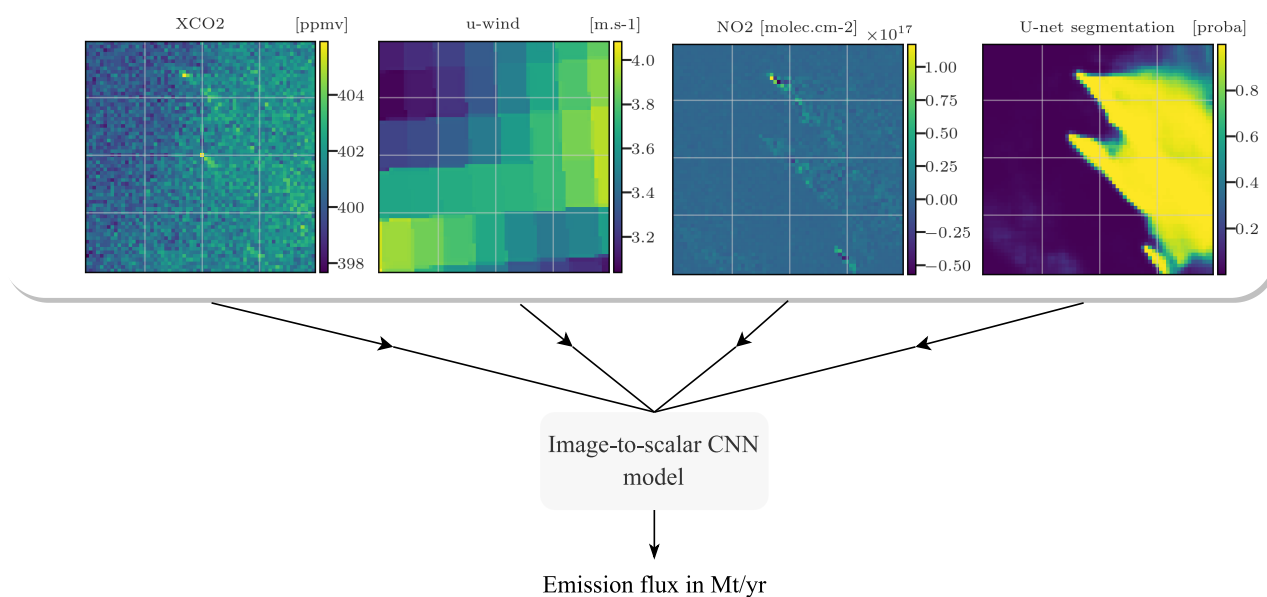 XCO2 [ppmv]
404
402
400
398
u-wind [m.s-1]
4.0
3.8
3.6
3.4
3.2
NO2 [molec.cm-2] ×10¹⁷
1.00
0.75
0.50
0.25
0.00
−0.25
−0.50
U-net segmentation [proba]
0.8
0.6
0.4
0.2
Image-to-scalar CNN
model
Emission flux in Mt/yr